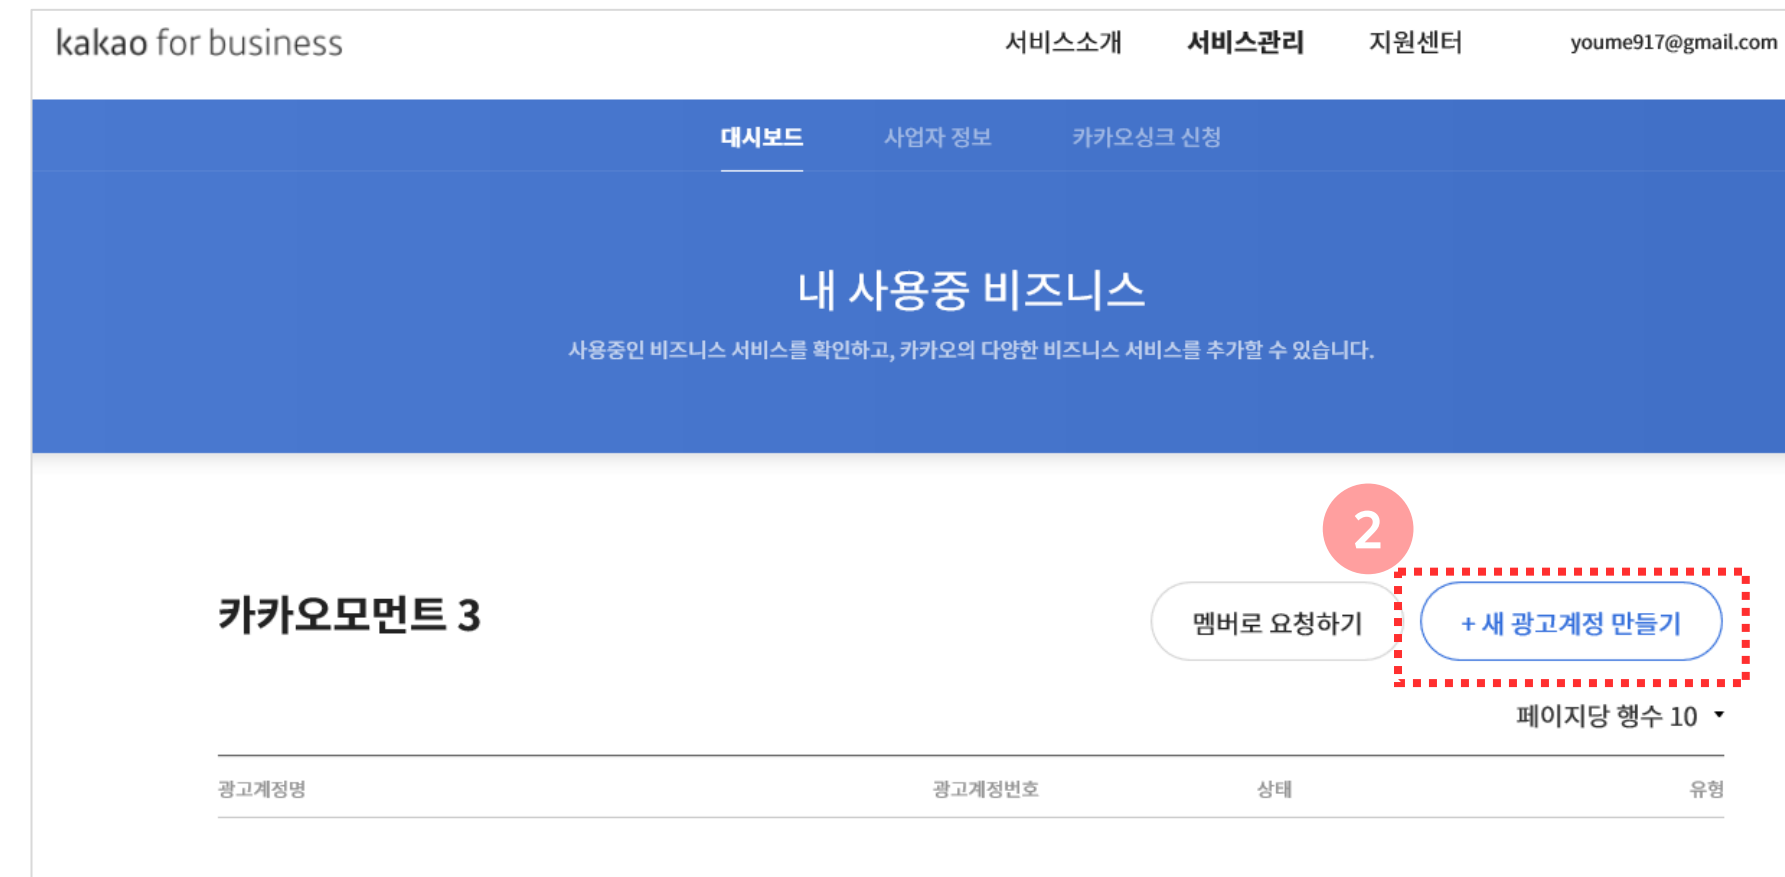 kakao for business 서비스소개 서비스관리 지원센터 youme917@gmail.com
대시보드 사업자 정보 카카오싱크 신청
내 사용중 비즈니스
사용중인 비즈니스 서비스를 확인하고, 카카오의 다양한 비즈니스 서비스를 추가할 수 있습니다.
2
카카오모먼트 3 멤버로 요청하기 + 새 광고계정 만들기
페이지당 행수 10
광고계정명 광고계정번호 상태 유형